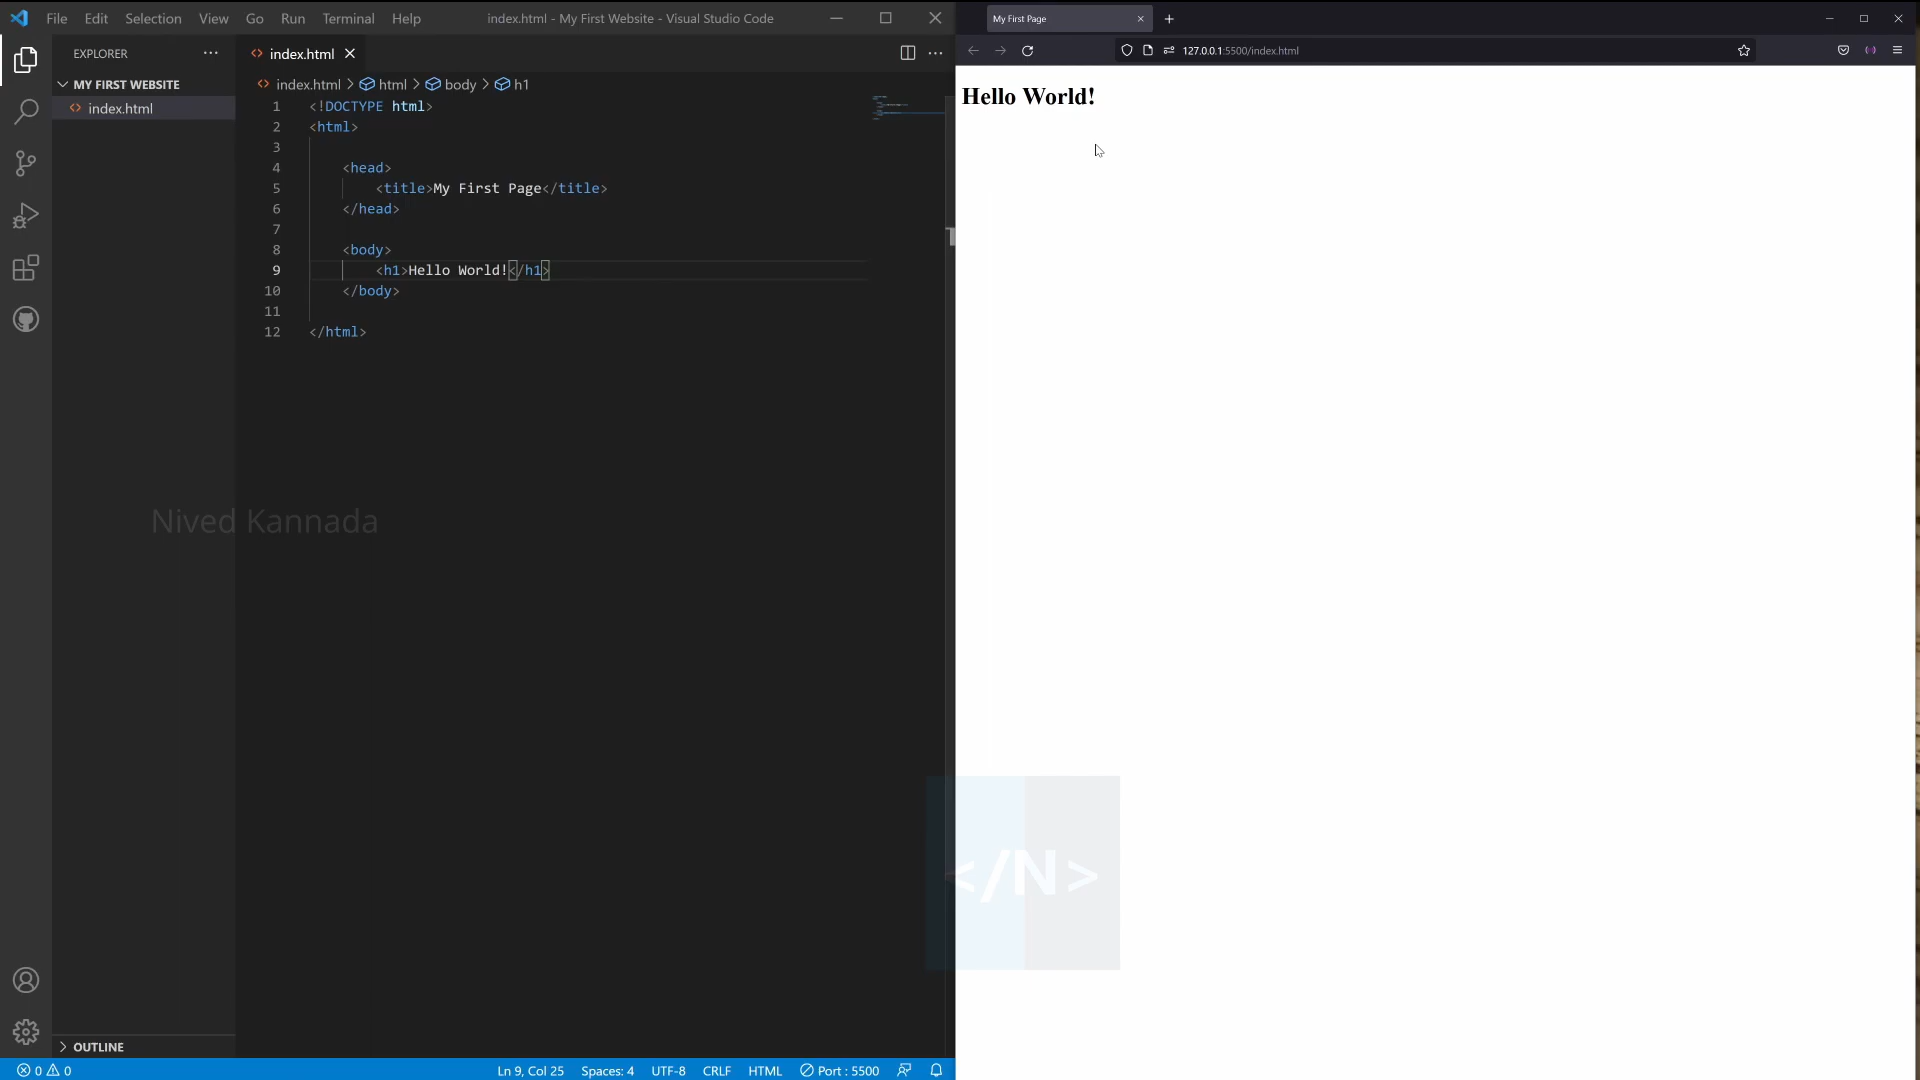 File Edit Selection View Go Run Terminal Help
index.html - My First Website - Visual Studio Code
EXPLORER
MY FIRST WEBSITE
index.html
index.html
index.html > html > body > h1
1 <!DOCTYPE html>
2 <html>
3
4 <head>
5 <title>My First Page</title>
6 </head>
7
8 <body>
9 <h1>Hello World!</h1>
10 </body>
11
12 </html>
Nived Kannada
OUTLINE
0 0
Ln 9, Col 25 Spaces: 4 UTF-8 CRLF HTML Port : 5500
My First Page
127.0.0.1:5500/index.html
Hello World!
</N>